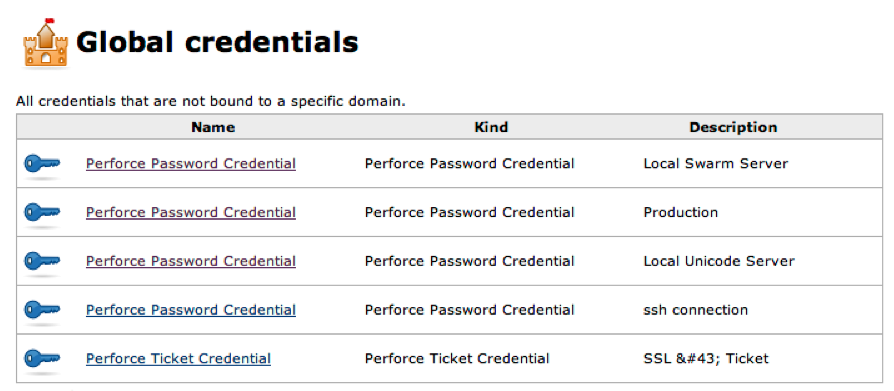 Global credentials
All credentials that are not bound to a specific domain.
Name Kind Description
Perforce Password Credential Perforce Password Credential Local Swarm Server
Perforce Password Credential Perforce Password Credential Production
Perforce Password Credential Perforce Password Credential Local Unicode Server
Perforce Password Credential Perforce Password Credential ssh connection
Perforce Ticket Credential Perforce Ticket Credential SSL &#43; Ticket